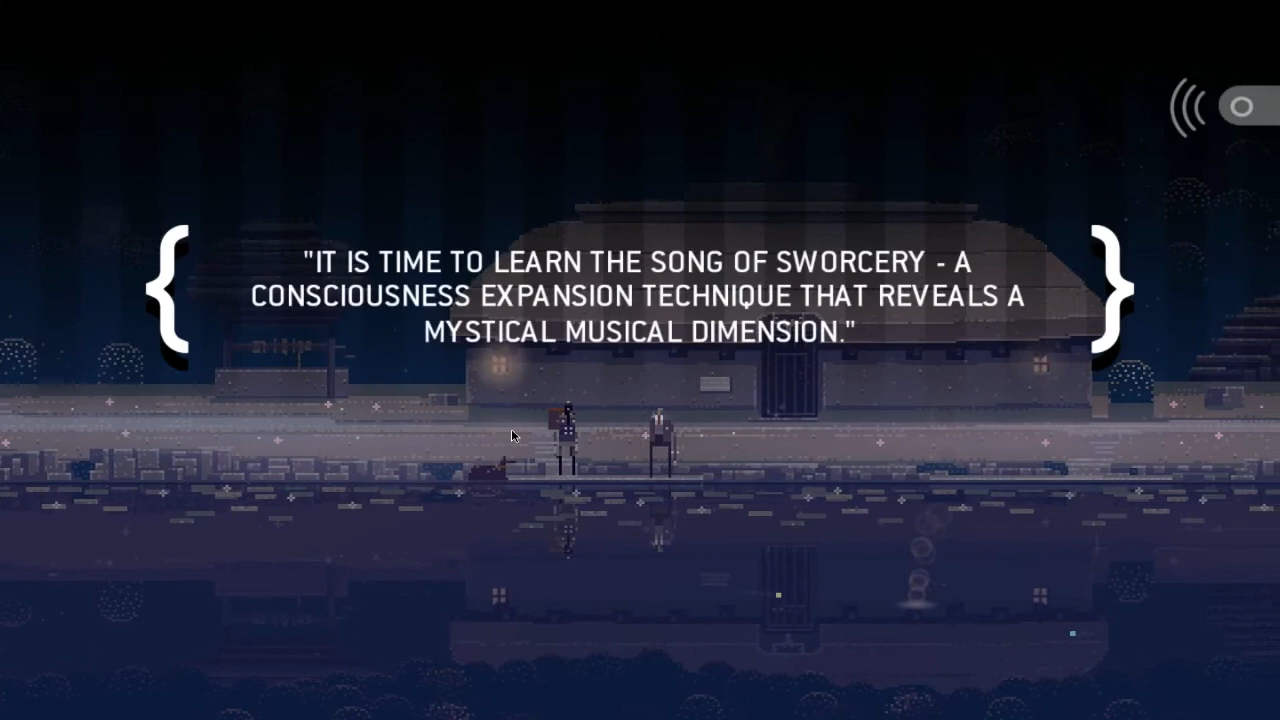 "IT IS TIME TO LEARN THE SONG OF SWORCERY - A
CONSCIOUSNESS EXPANSION TECHNIQUE THAT REVEALS A
MYSTICAL MUSICAL DIMENSION."